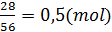 28/56 = 0,5(mol)